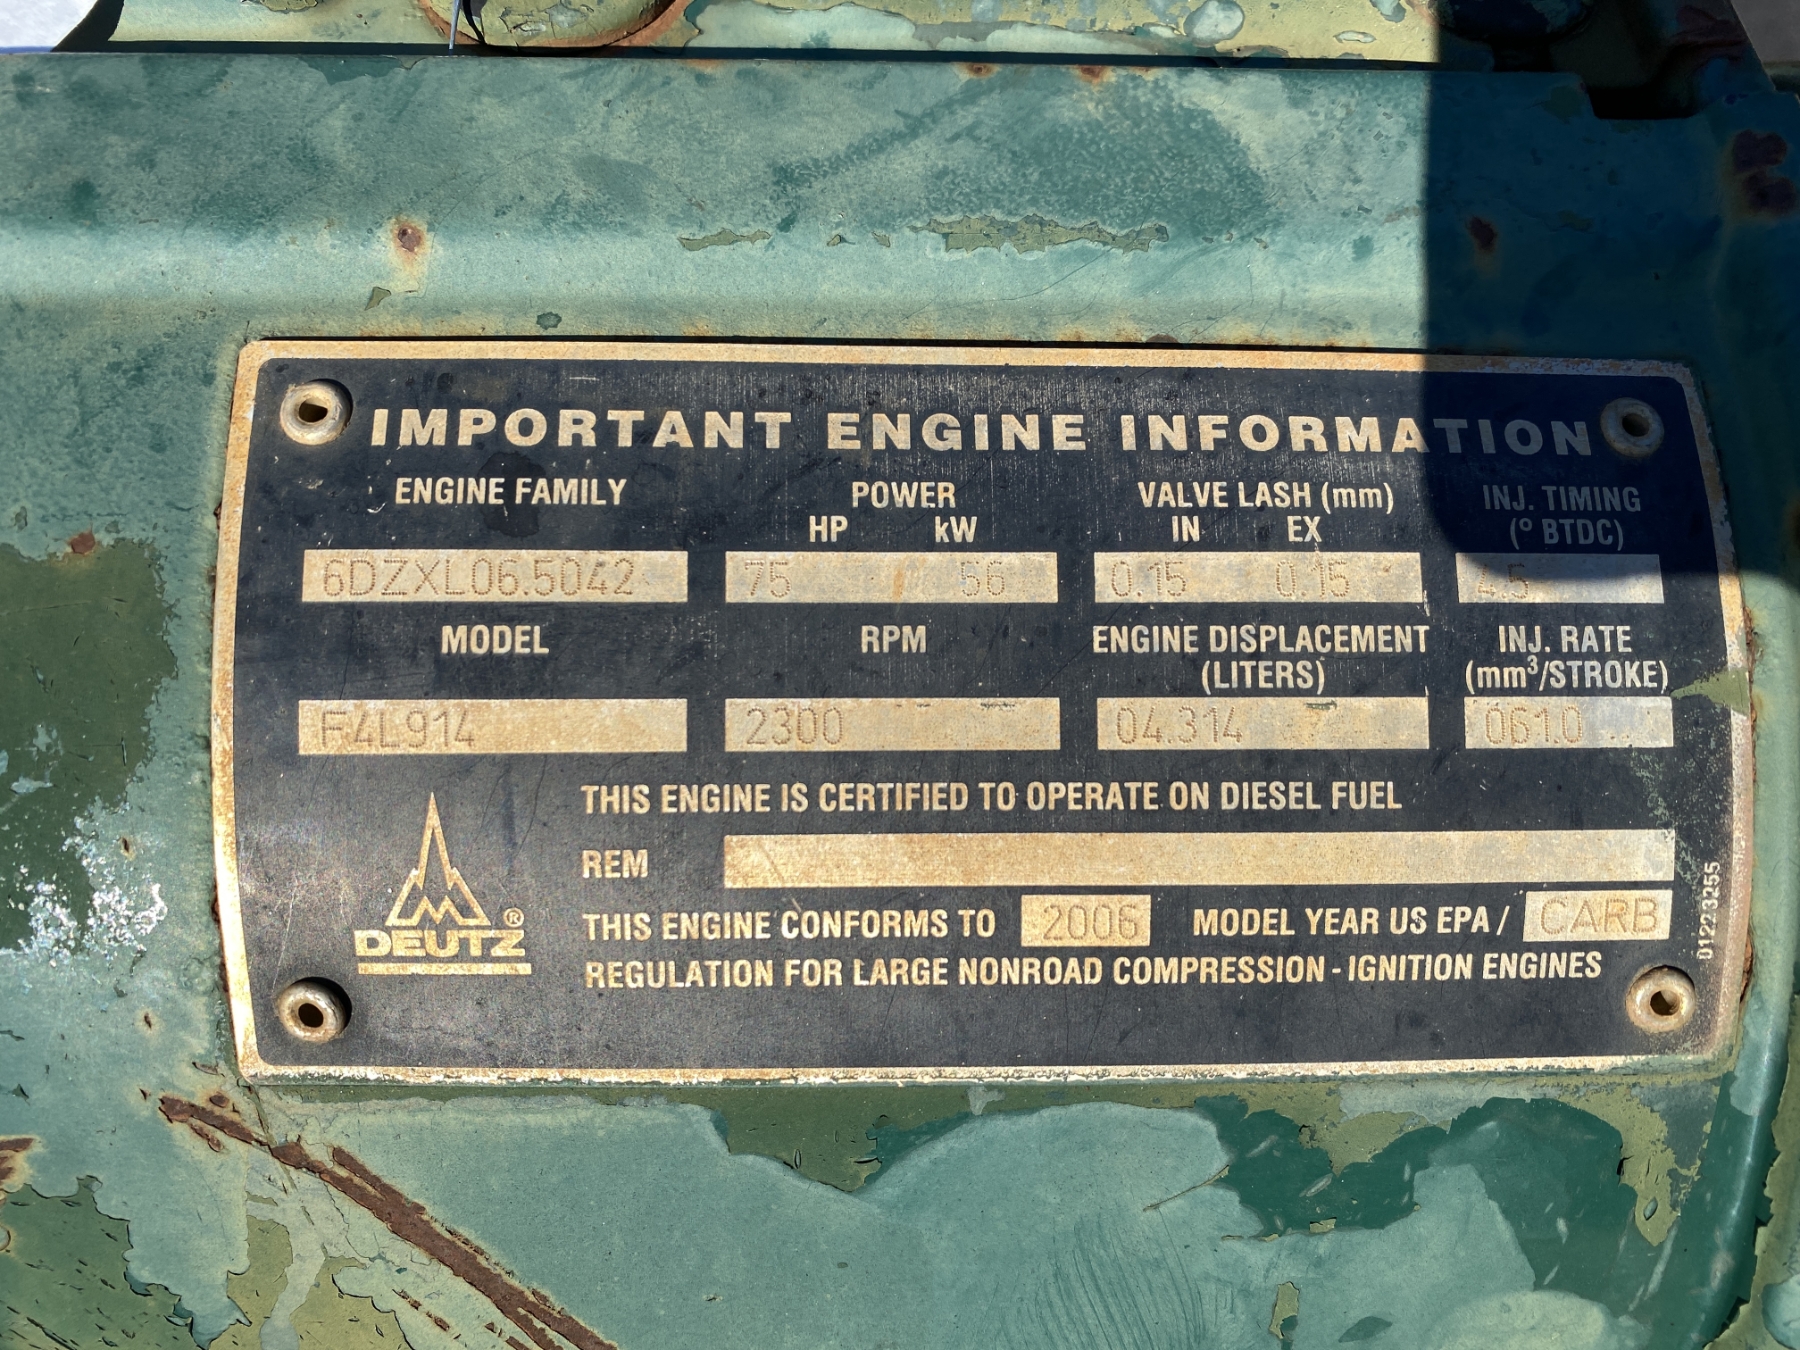 IMPORTANT ENGINE INFORMATION
ENGINE FAMILY POWER VALVE LASH (mm) INJ. TIMING
HP kW IN EX (° BTDC)
6DZXL06.5042 75 56 0.15 0.15 4.5
MODEL RPM ENGINE DISPLACEMENT INJ. RATE
(LITERS) (mm³/STROKE)
F4L914 2300 04.314 061.0
THIS ENGINE IS CERTIFIED TO OPERATE ON DIESEL FUEL
REM
THIS ENGINE CONFORMS TO 2006 MODEL YEAR US EPA / CARB
REGULATION FOR LARGE NONROAD COMPRESSION - IGNITION ENGINES
DEUTZ ®
01223255